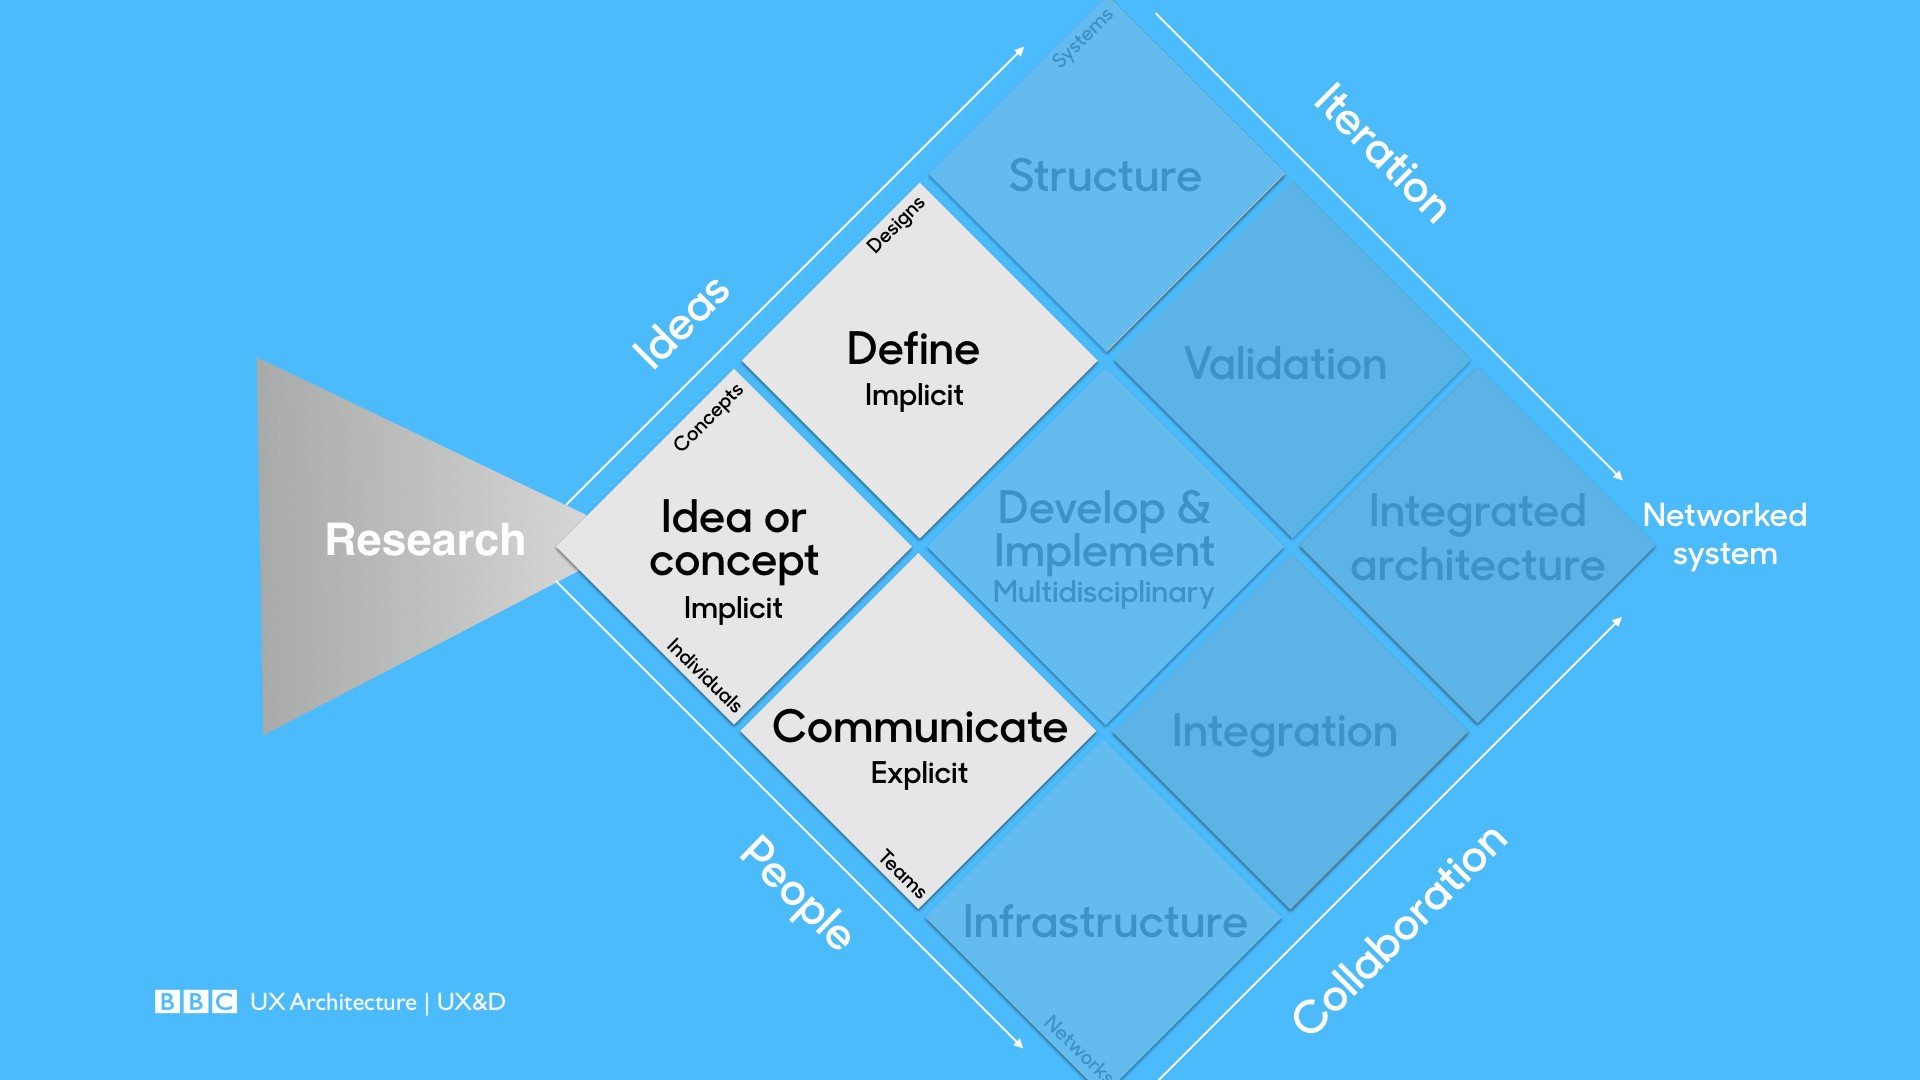 Systems
Iteration
Structure
Designs
Ideas
Define
Implicit
Validation
Concepts
Research
Idea or
concept
Implicit
Individuals
Develop &
Implement
Multidisciplinary
Integrated
architecture
Networked
system
Communicate
Explicit
Teams
Integration
People
Infrastructure
Collaboration
Networks
BBC UX Architecture | UX&D